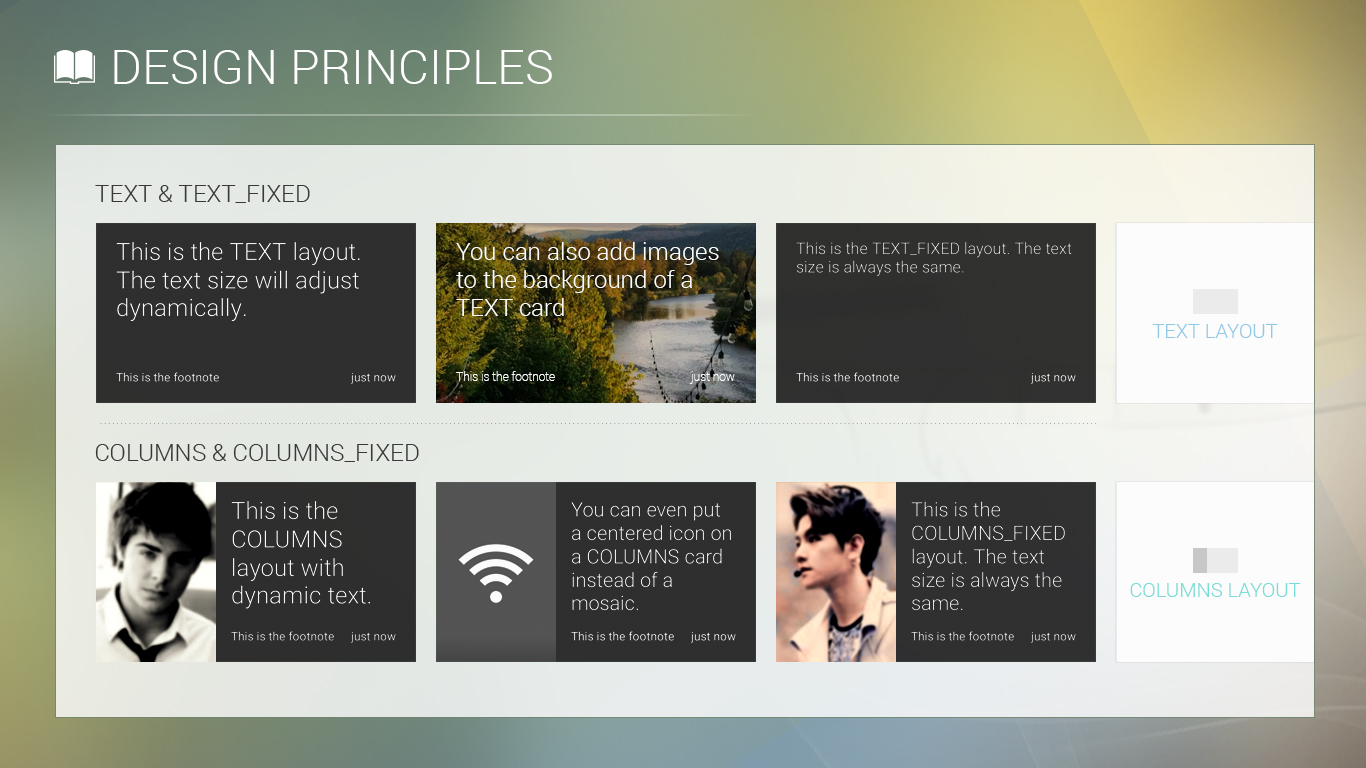 DESIGN PRINCIPLES
TEXT & TEXT_FIXED
This is the TEXT layout.
The text size will adjust
dynamically.
This is the footnote just now
You can also add images
to the background of a
TEXT card
This is the footnote just now
This is the TEXT_FIXED layout. The text
size is always the same.
This is the footnote just now
TEXT LAYOUT
COLUMNS & COLUMNS_FIXED
This is the
COLUMNS
layout with
dynamic text.
This is the footnote just now
You can even put
a centered icon on
a COLUMNS card
instead of a
mosaic.
This is the footnote just now
This is the
COLUMNS_FIXED
layout. The text
size is always the
same.
This is the footnote just now
COLUMNS LAYOUT